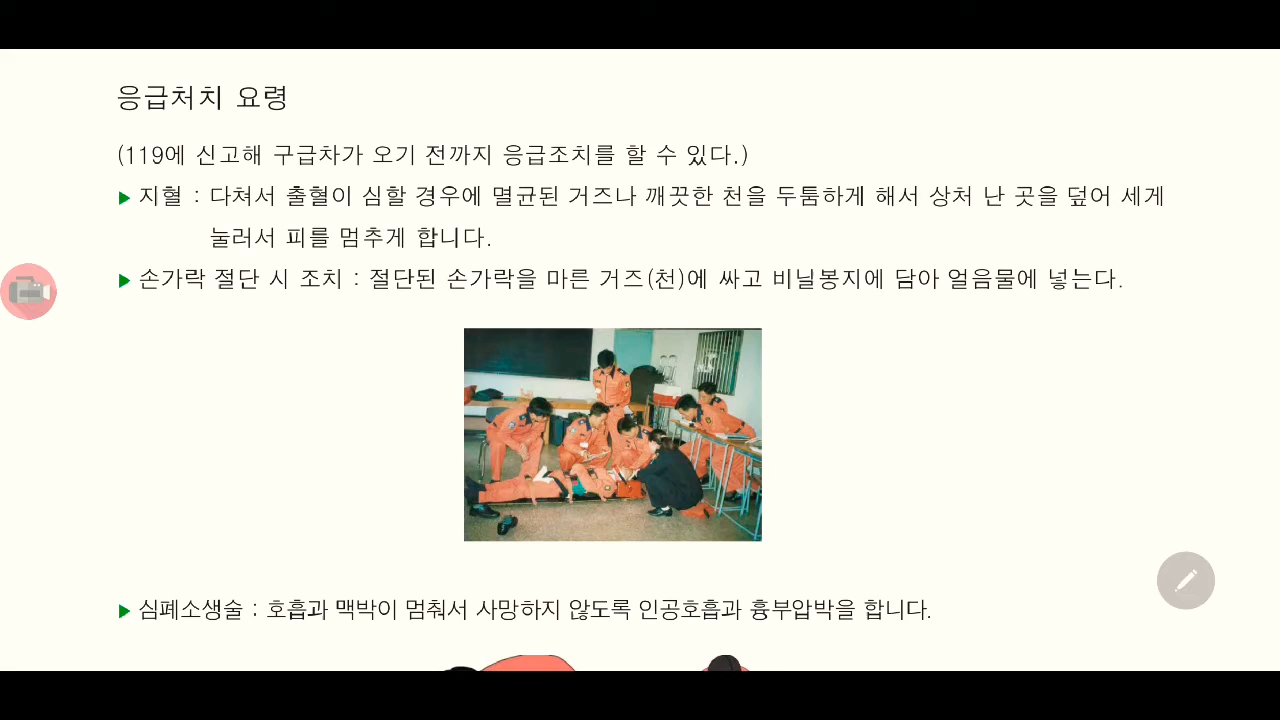 응급처치 요령
(119에 신고해 구급차가 오기 전까지 응급조치를 할 수 있다.)
▶ 지혈 : 다쳐서 출혈이 심할 경우에 멸균된 거즈나 깨끗한 천을 두툼하게 해서 상처 난 곳을 덮어 세게
눌러서 피를 멈추게 합니다.
▶ 손가락 절단 시 조치 : 절단된 손가락을 마른 거즈(천)에 싸고 비닐봉지에 담아 얼음물에 넣는다.
▶ 심폐소생술 : 호흡과 맥박이 멈춰서 사망하지 않도록 인공호흡과 흉부압박을 합니다.